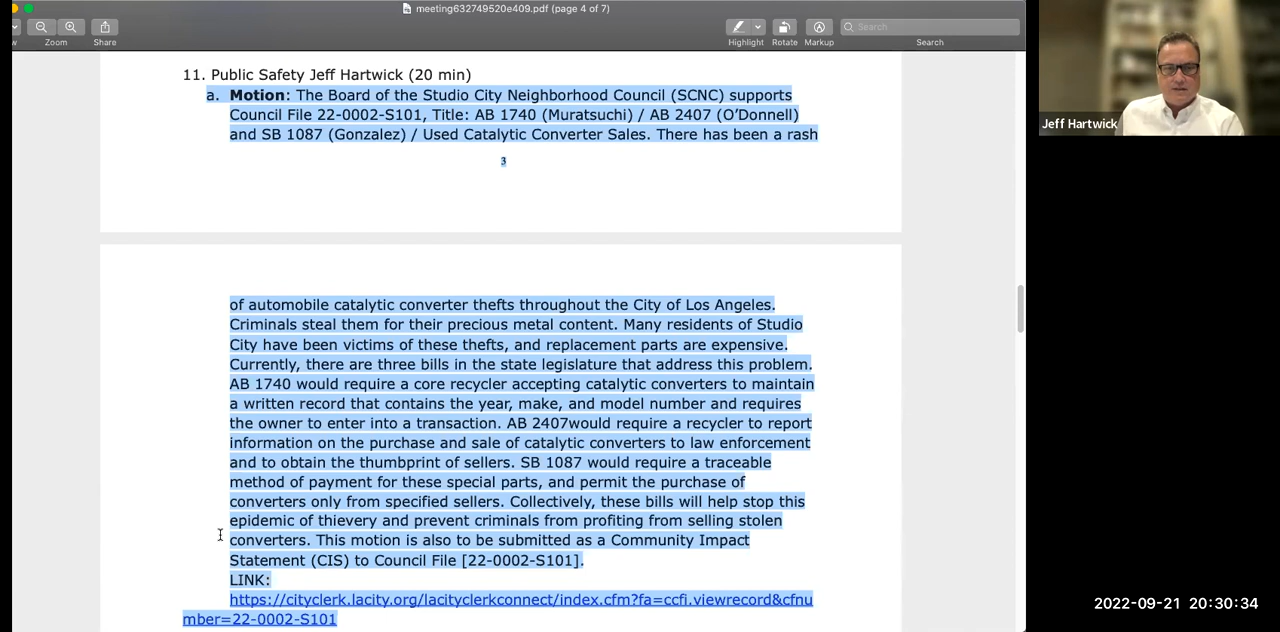 meeting632749520e409.pdf (page 4 of 7)
w Zoom Share Highlight Rotate Markup Search
Search
11. Public Safety Jeff Hartwick (20 min)
a. Motion: The Board of the Studio City Neighborhood Council (SCNC) supports
Council File 22-0002-S101, Title: AB 1740 (Muratsuchi) / AB 2407 (O’Donnell)
and SB 1087 (Gonzalez) / Used Catalytic Converter Sales. There has been a rash
3
of automobile catalytic converter thefts throughout the City of Los Angeles.
Criminals steal them for their precious metal content. Many residents of Studio
City have been victims of these thefts, and replacement parts are expensive.
Currently, there are three bills in the state legislature that address this problem.
AB 1740 would require a core recycler accepting catalytic converters to maintain
a written record that contains the year, make, and model number and requires
the owner to enter into a transaction. AB 2407would require a recycler to report
information on the purchase and sale of catalytic converters to law enforcement
and to obtain the thumbprint of sellers. SB 1087 would require a traceable
method of payment for these special parts, and permit the purchase of
converters only from specified sellers. Collectively, these bills will help stop this
epidemic of thievery and prevent criminals from profiting from selling stolen
converters. This motion is also to be submitted as a Community Impact
Statement (CIS) to Council File [22-0002-S101].
LINK:
https://cityclerk.lacity.org/lacityclerkconnect/index.cfm?fa=ccfi.viewrecord&cfnu
mber=22-0002-S101
Jeff Hartwick
2022-09-21 20:30:34